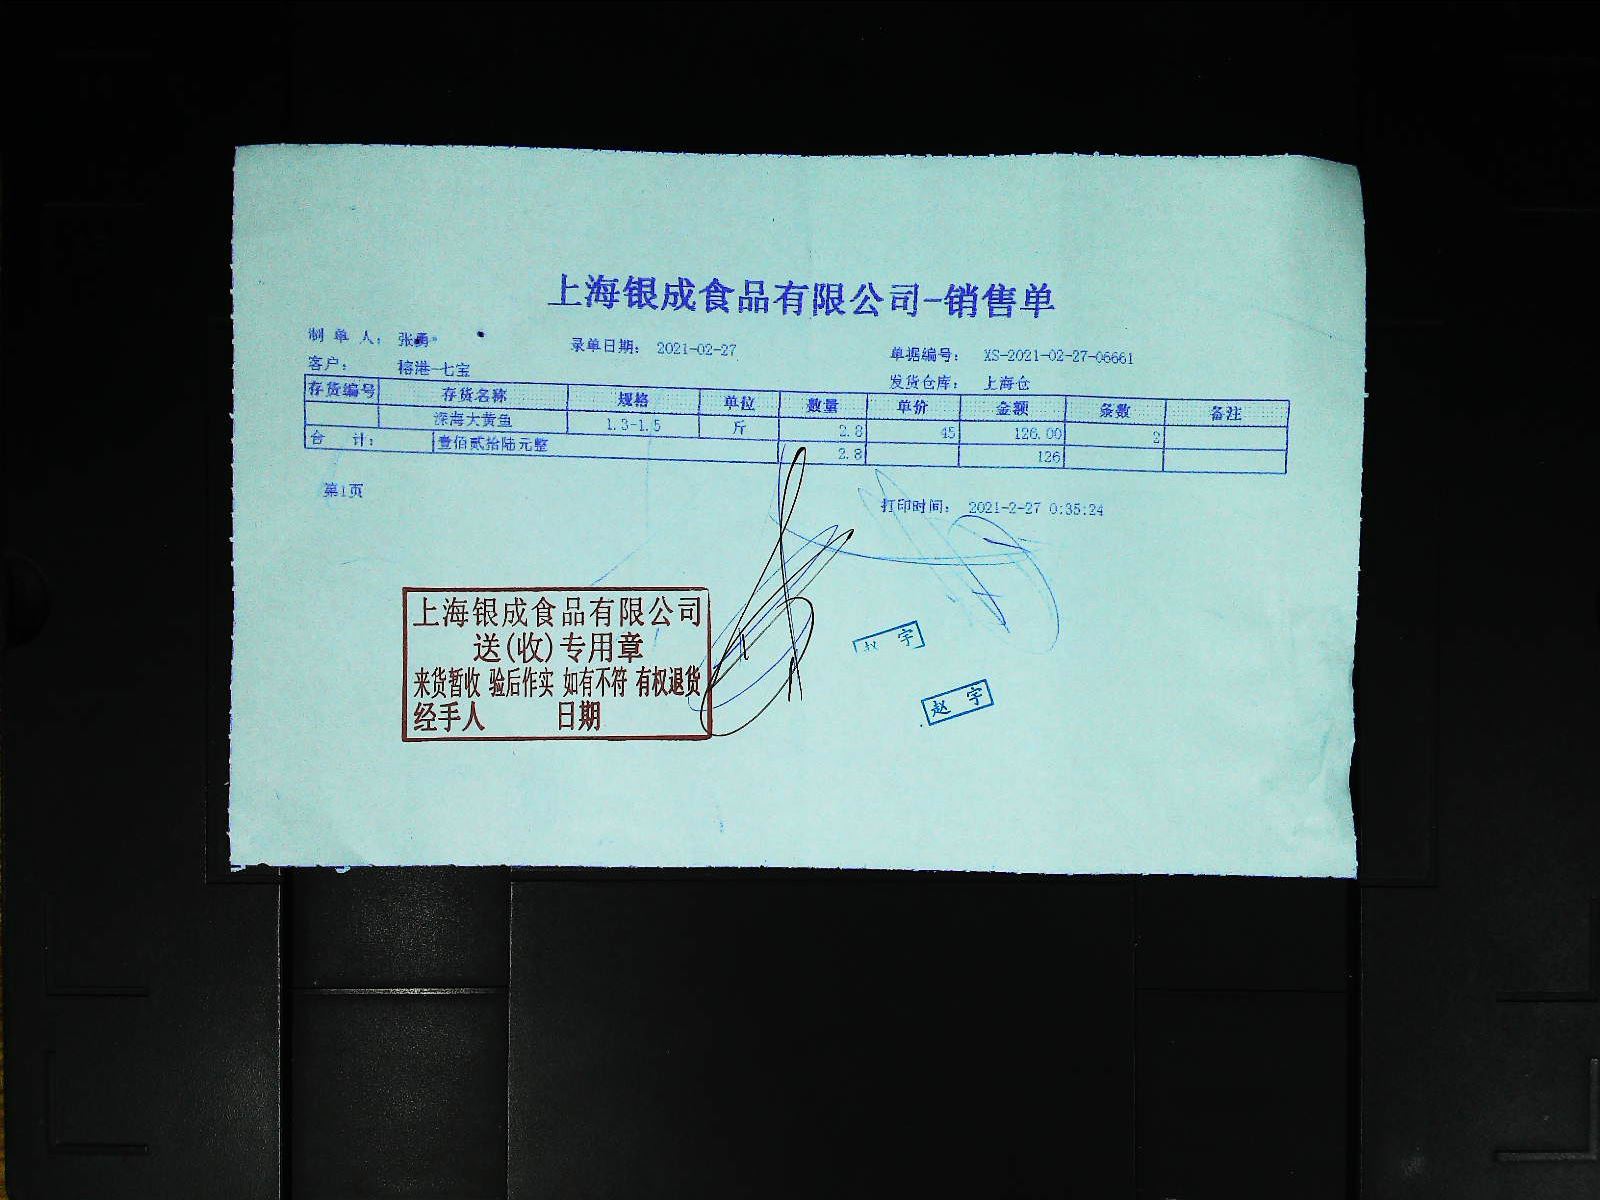 上海银成食品有限公司-销售单
制 单 人： 张勇 录单日期： 2021-02-27 单据编号： XS-2021-02-27-06661
客户： 榕港-七宝 发货仓库： 上海仓
存货编号 存货名称 规格 单位 数量 单价 金额 条数 备注
深海大黄鱼 1.3-1.5 斤 2.8 45 126.00 2
合 计： 壹佰贰拾陆元整 2.8 126
第1页 打印时间： 2021-2-27 0:35:24
上海银成食品有限公司
送(收)专用章
来货暂收 验后作实 如有不符 有权退货
经手人 日期
赵 宇
赵 宇